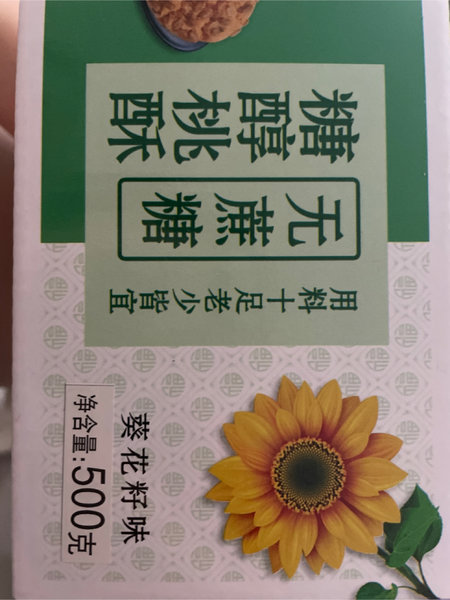 糖醇桃酥
无蔗糖
用料十足老少皆宜
葵花籽味
净含量:500克